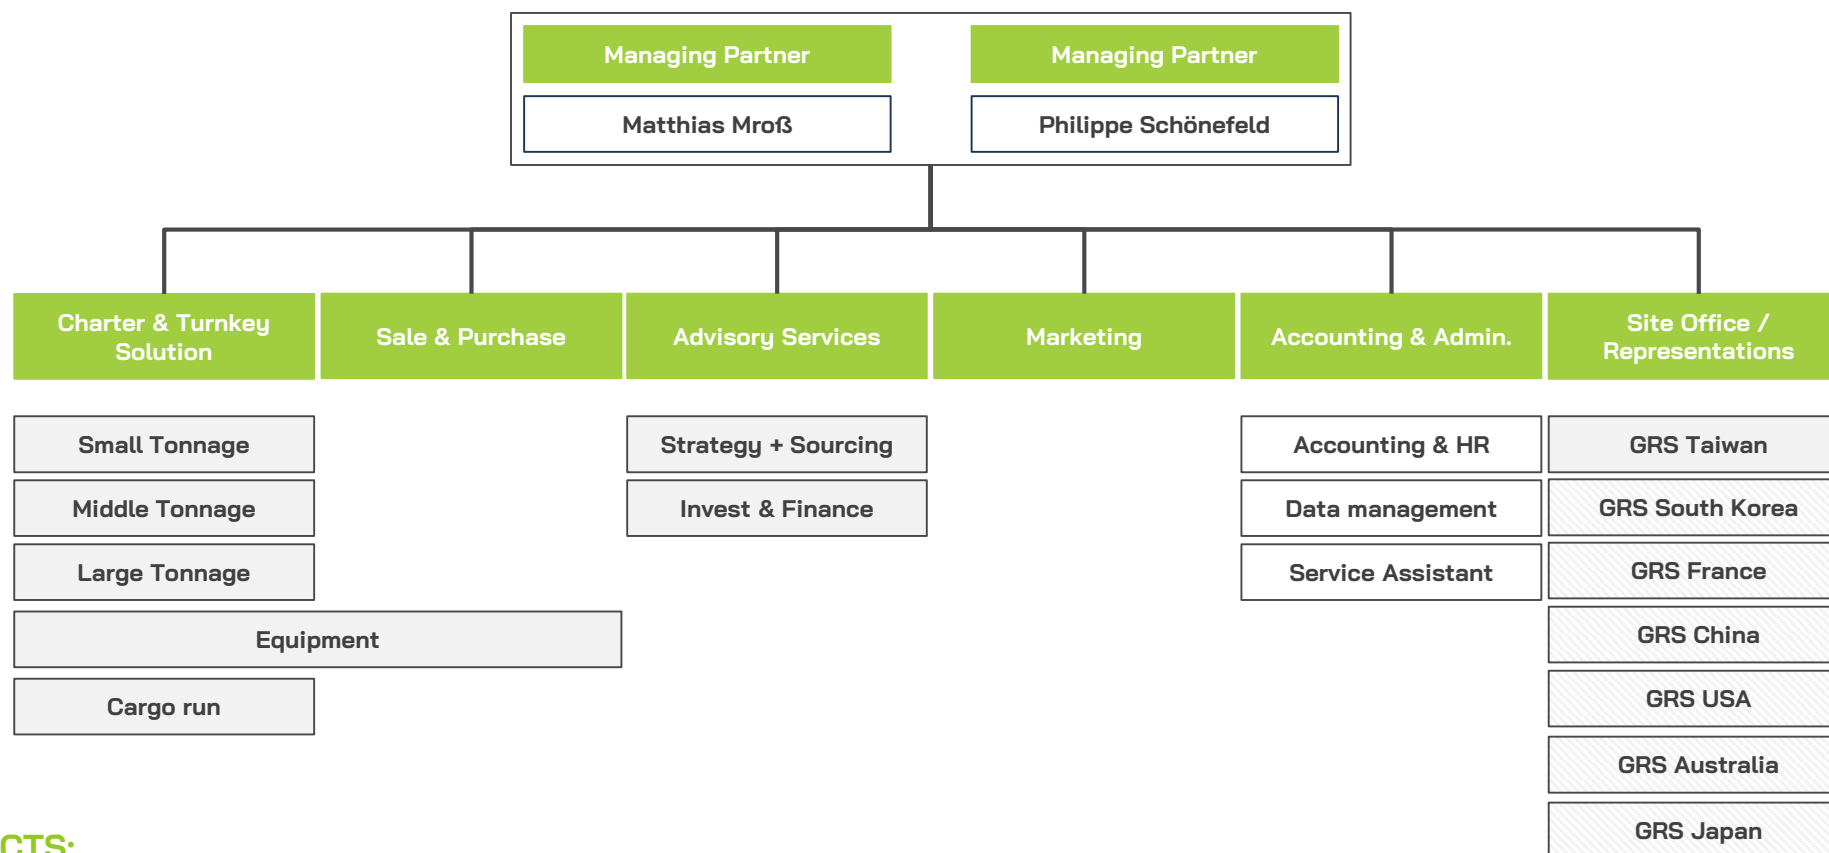 Managing Partner
Managing Partner
Matthias Mroß
Philippe Schönefeld
Charter & Turnkey
Solution
Sale & Purchase
Advisory Services
Marketing
Accounting & Admin.
Site Office /
Representations
Small Tonnage
Middle Tonnage
Large Tonnage
Equipment
Cargo run
Strategy + Sourcing
Invest & Finance
Accounting & HR
Data management
Service Assistant
GRS Taiwan
GRS South Korea
GRS France
GRS China
GRS USA
GRS Australia
GRS Japan
CTS: